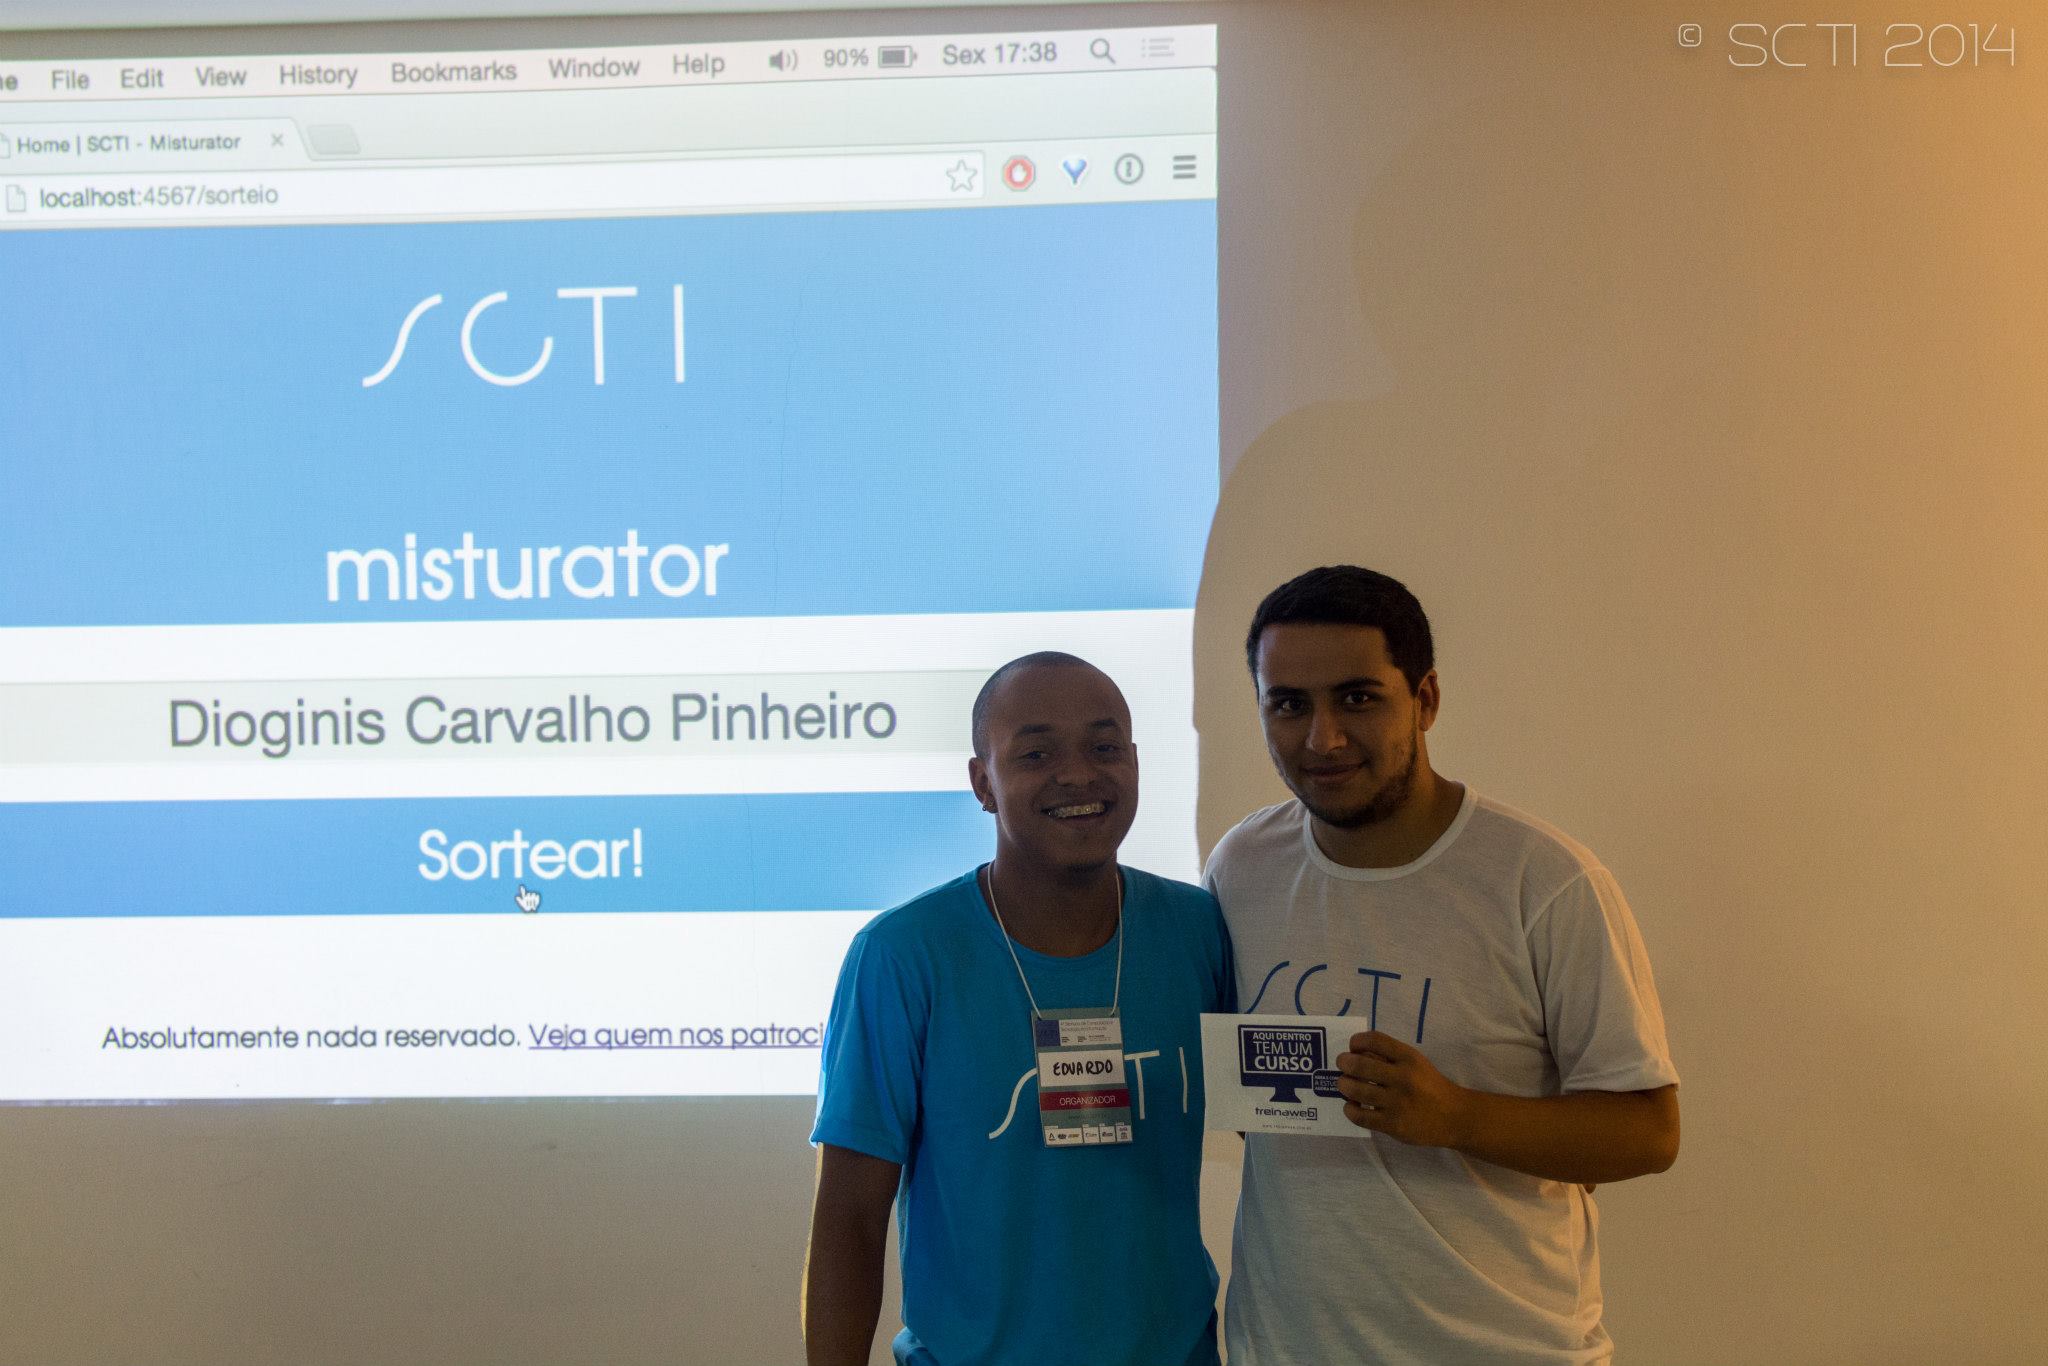 © SCTI 2014
File Edit View History Bookmarks Window Help 90% Sex 17:38
Home | SCTI - Misturator
localhost:4567/sorteio
SCTI
misturator
Dioginis Carvalho Pinheiro
Sortear!
Absolutamente nada reservado. Veja quem nos patroci
EDUARDO
ORGANIZADOR
SCTI
AQUI DENTRO
TEM UM
CURSO
treinaweb